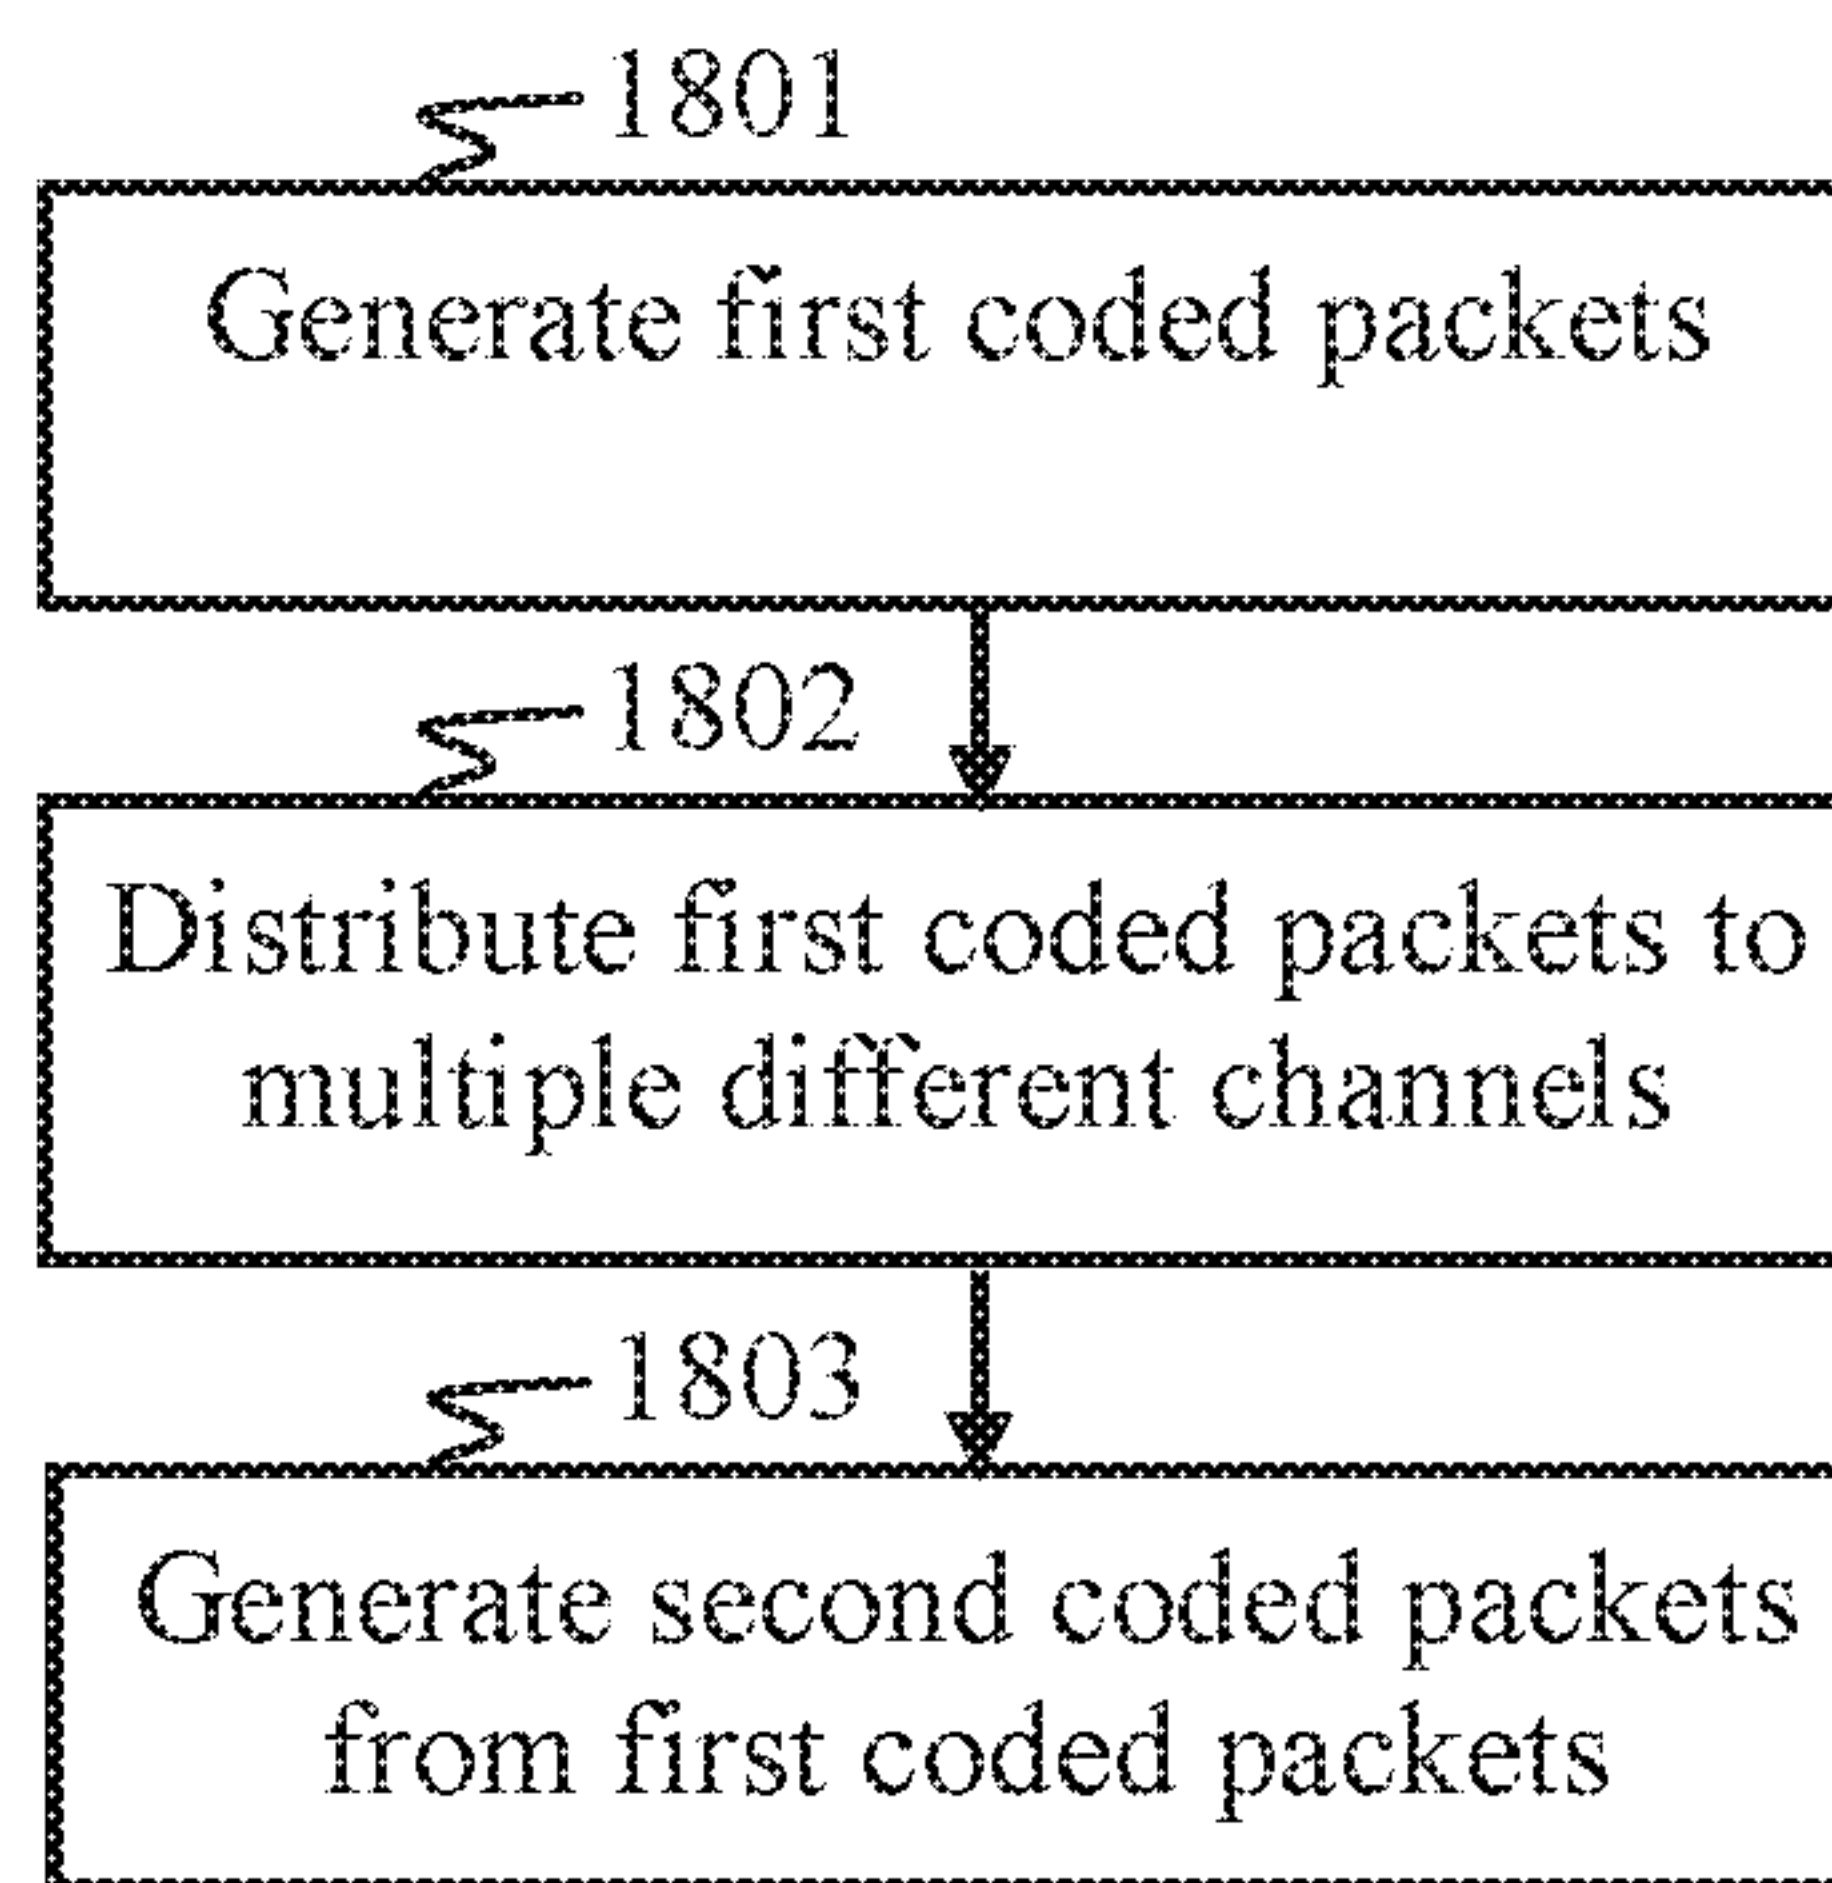 1801
Generate first coded packets
1802
Distribute first coded packets to
multiple different channels
1803
Generate second coded packets
from first coded packets